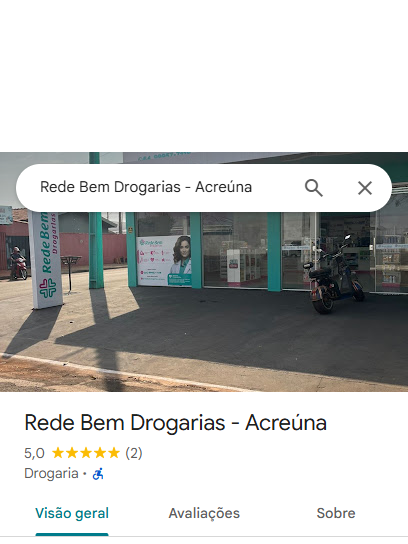 Rede Bem Drogarias - Acreúna
Rede Bem
Drogarias
Rede Bem Drogarias - Acreúna
5,0 (2)
Drogaria ·
Visão geral
Avaliações
Sobre